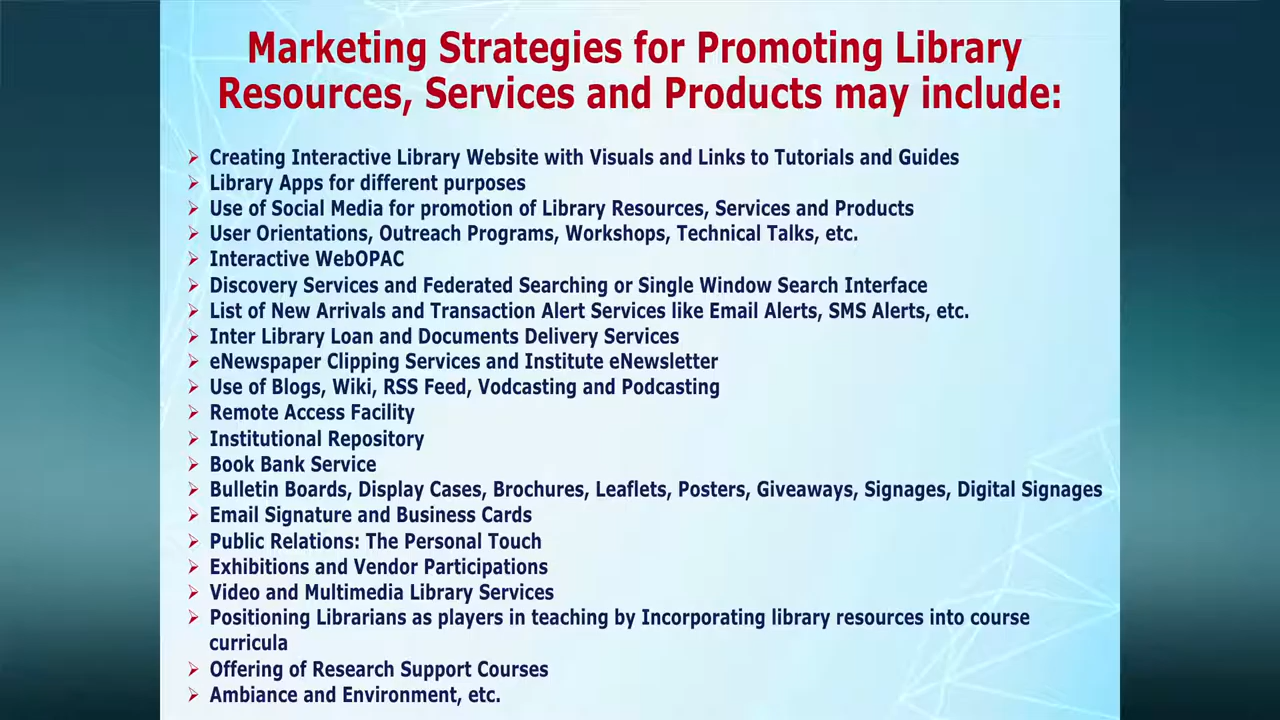 Marketing Strategies for Promoting Library
Resources, Services and Products may include:
➢ Creating Interactive Library Website with Visuals and Links to Tutorials and Guides
➢ Library Apps for different purposes
➢ Use of Social Media for promotion of Library Resources, Services and Products
➢ User Orientations, Outreach Programs, Workshops, Technical Talks, etc.
➢ Interactive WebOPAC
➢ Discovery Services and Federated Searching or Single Window Search Interface
➢ List of New Arrivals and Transaction Alert Services like Email Alerts, SMS Alerts, etc.
➢ Inter Library Loan and Documents Delivery Services
➢ eNewspaper Clipping Services and Institute eNewsletter
➢ Use of Blogs, Wiki, RSS Feed, Vodcasting and Podcasting
➢ Remote Access Facility
➢ Institutional Repository
➢ Book Bank Service
➢ Bulletin Boards, Display Cases, Brochures, Leaflets, Posters, Giveaways, Signages, Digital Signages
➢ Email Signature and Business Cards
➢ Public Relations: The Personal Touch
➢ Exhibitions and Vendor Participations
➢ Video and Multimedia Library Services
➢ Positioning Librarians as players in teaching by Incorporating library resources into course
curricula
➢ Offering of Research Support Courses
➢ Ambiance and Environment, etc.